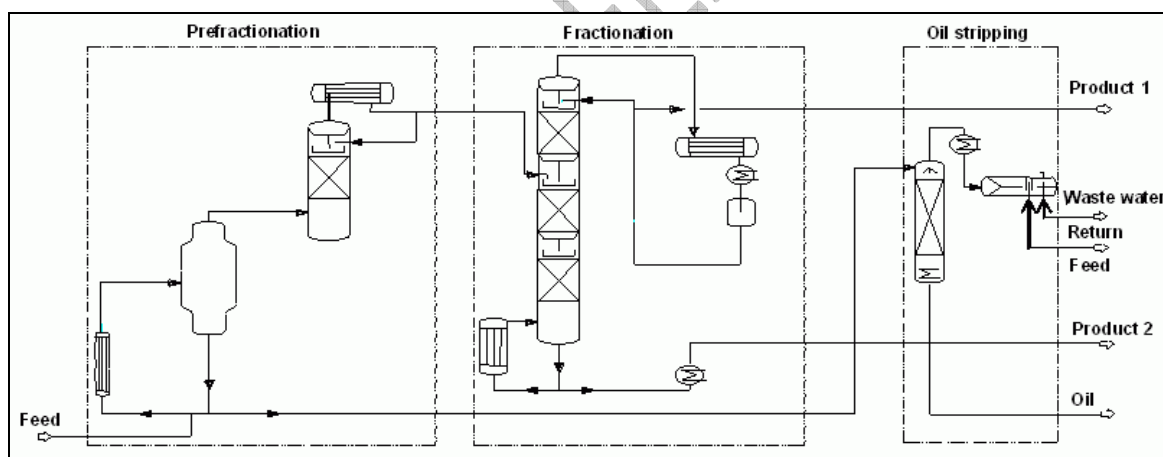 Prefractionation
Fractionation
Oil stripping
Product 1
Waste water
Return
Feed
Product 2
Oil
Feed